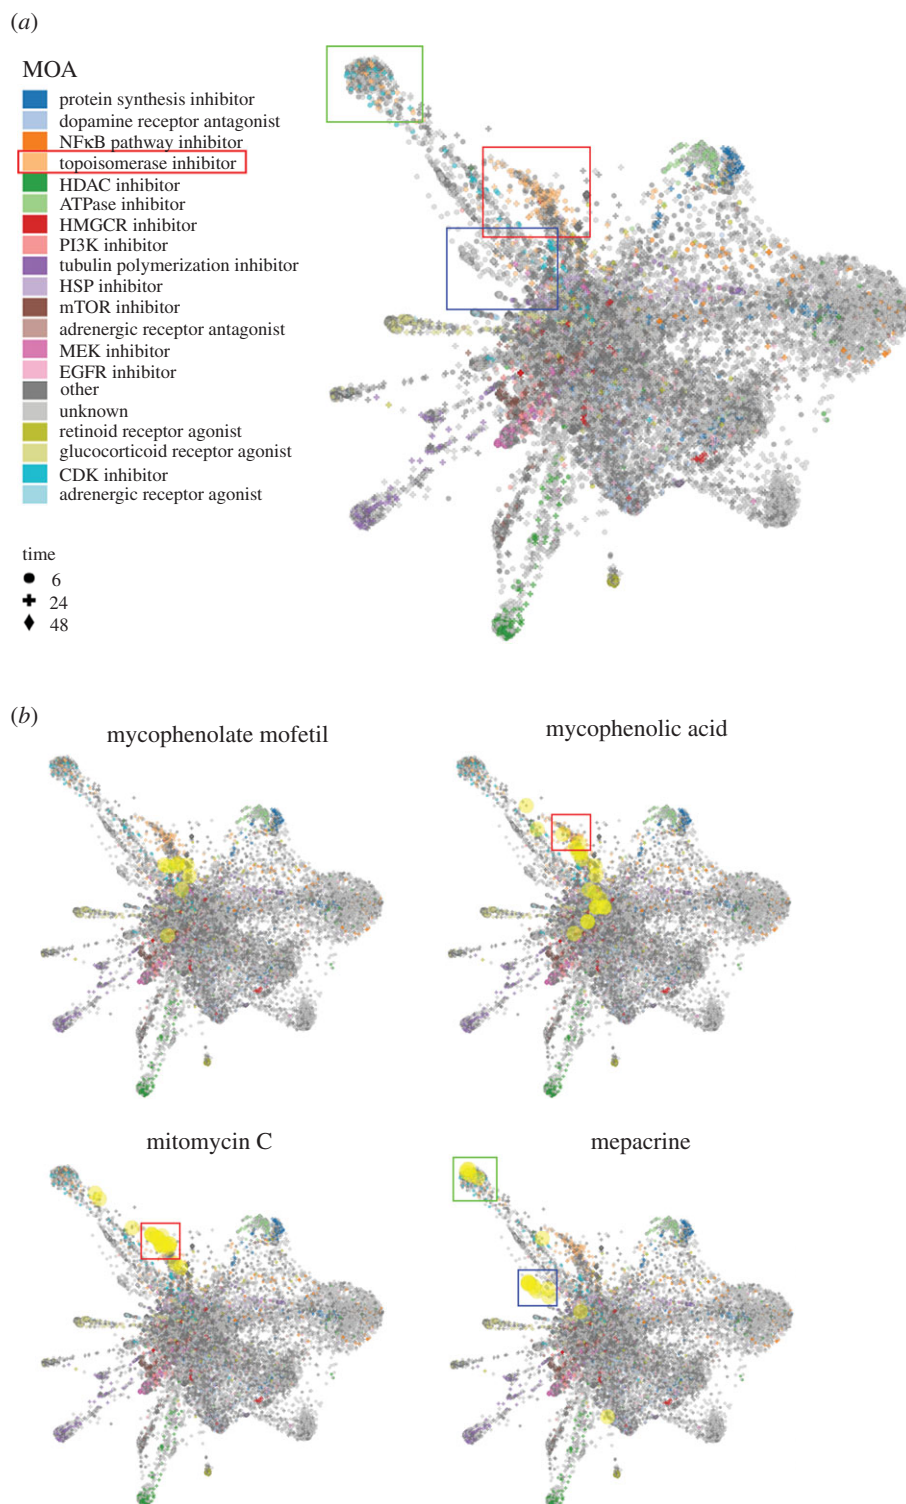 (a)
MOA
protein synthesis inhibitor
dopamine receptor antagonist
NFκB pathway inhibitor
topoisomerase inhibitor
HDAC inhibitor
ATPase inhibitor
HMGCR inhibitor
PI3K inhibitor
tubulin polymerization inhibitor
HSP inhibitor
mTOR inhibitor
adrenergic receptor antagonist
MEK inhibitor
EGFR inhibitor
other
unknown
retinoid receptor agonist
glucocorticoid receptor agonist
CDK inhibitor
adrenergic receptor agonist
time
6
24
48
(b)
mycophenolate mofetil
mycophenolic acid
mitomycin C
mepacrine